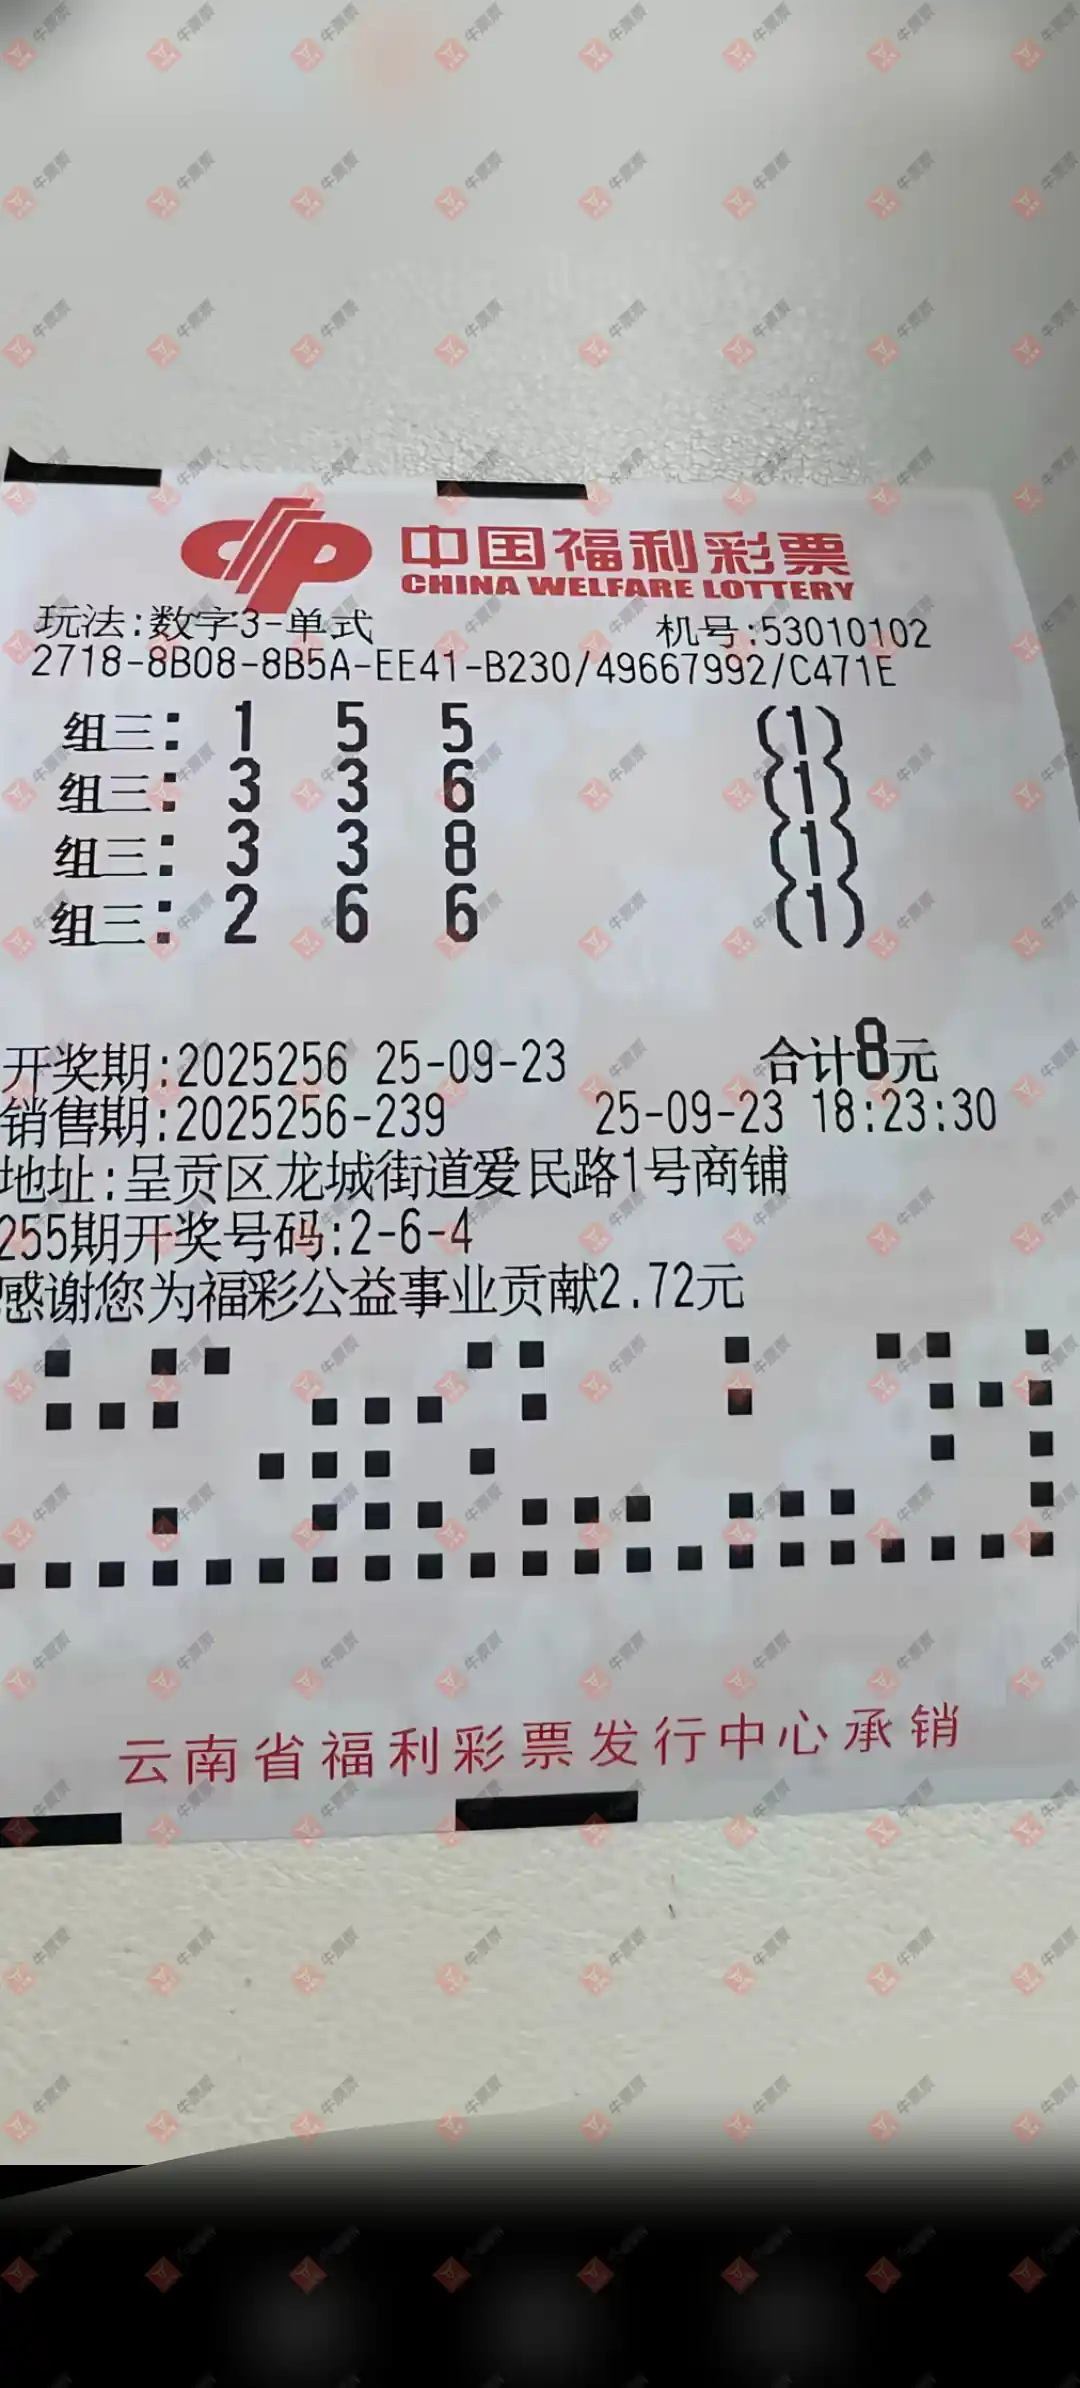 中国福利彩票
CHINA WELFARE LOTTERY
玩法:数字3-单式 机号:53010102
2718-8B08-8B5A-EE41-B230/49667992/C471E
组三: 1 5 5 (1)
组三: 3 3 6 (1)
组三: 3 3 8 (1)
组三: 2 6 6 (1)
开奖期:2025256 25-09-23 合计8元
销售期:2025256-239 25-09-23 18:23:30
地址:呈贡区龙城街道爱民路1号商铺
255期开奖号码:2-6-4
感谢您为福彩公益事业贡献2.72元
云南省福利彩票发行中心承销
牛票票